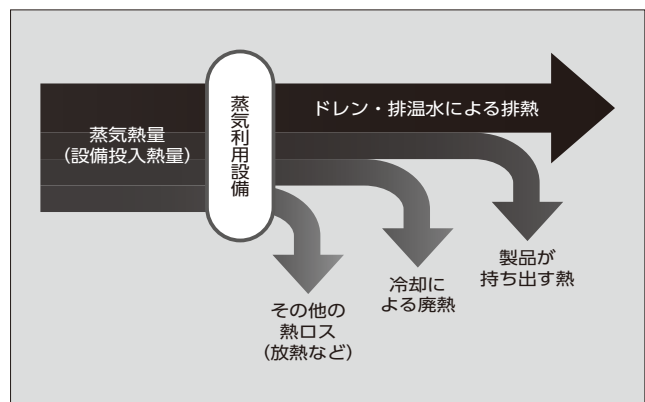 蒸気熱量
(設備投入熱量)
蒸気利用設備
ドレン・排温水による排熱
製品が
持ち出す熱
冷却に
よる廃熱
その他の
熱ロス
(放熱など)